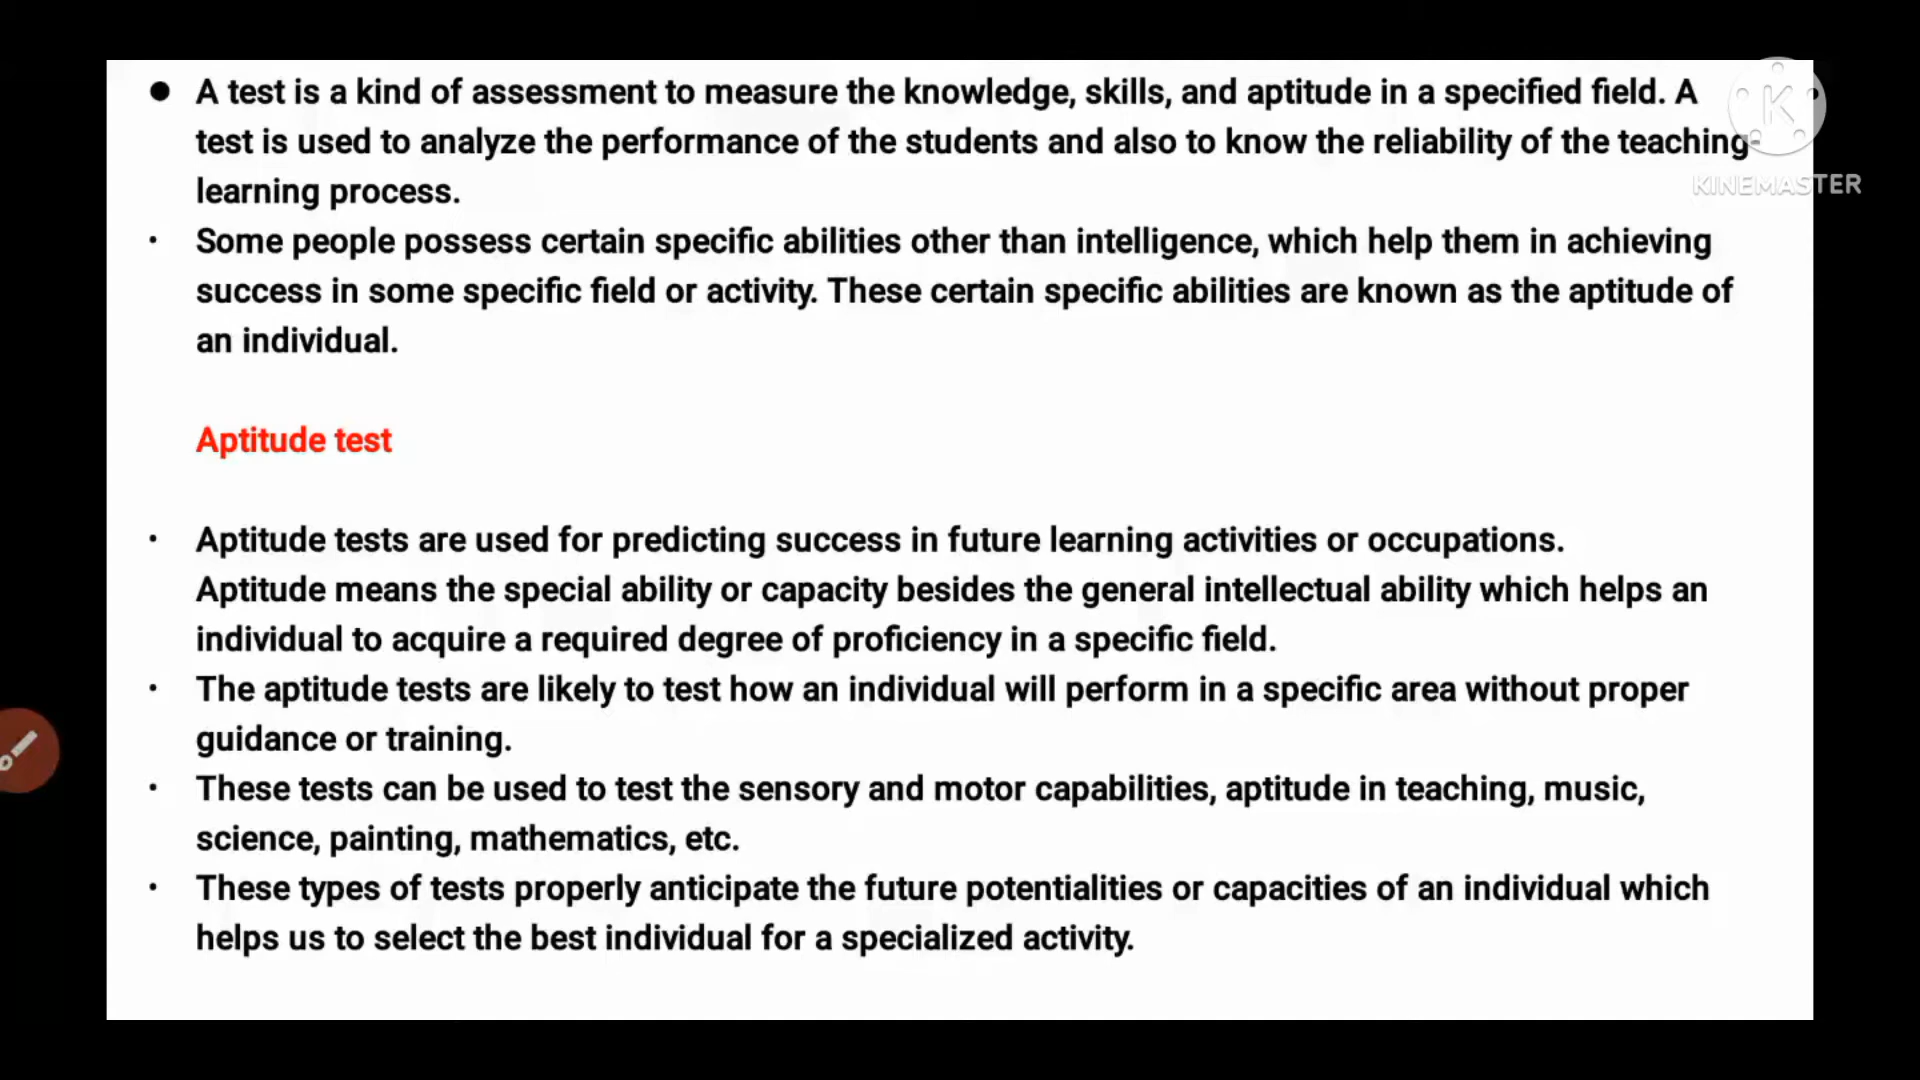 ● A test is a kind of assessment to measure the knowledge, skills, and aptitude in a specified field. A
test is used to analyze the performance of the students and also to know the reliability of the teaching-
learning process.
· Some people possess certain specific abilities other than intelligence, which help them in achieving
success in some specific field or activity. These certain specific abilities are known as the aptitude of
an individual.
Aptitude test
· Aptitude tests are used for predicting success in future learning activities or occupations.
Aptitude means the special ability or capacity besides the general intellectual ability which helps an
individual to acquire a required degree of proficiency in a specific field.
· The aptitude tests are likely to test how an individual will perform in a specific area without proper
guidance or training.
· These tests can be used to test the sensory and motor capabilities, aptitude in teaching, music,
science, painting, mathematics, etc.
· These types of tests properly anticipate the future potentialities or capacities of an individual which
helps us to select the best individual for a specialized activity.
K
KINEMASTER